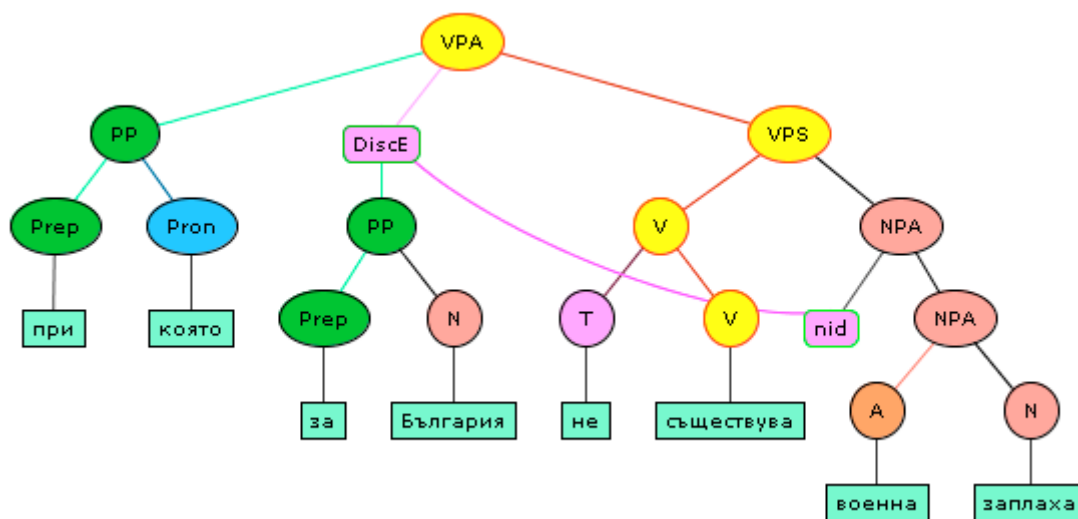 VPA
PP
DiscE
VPS
Prep
Pron
PP
V
NPA
при
която
Prep
N
T
V
nid
NPA
за
България
не
съществува
A
N
военна
заплаха